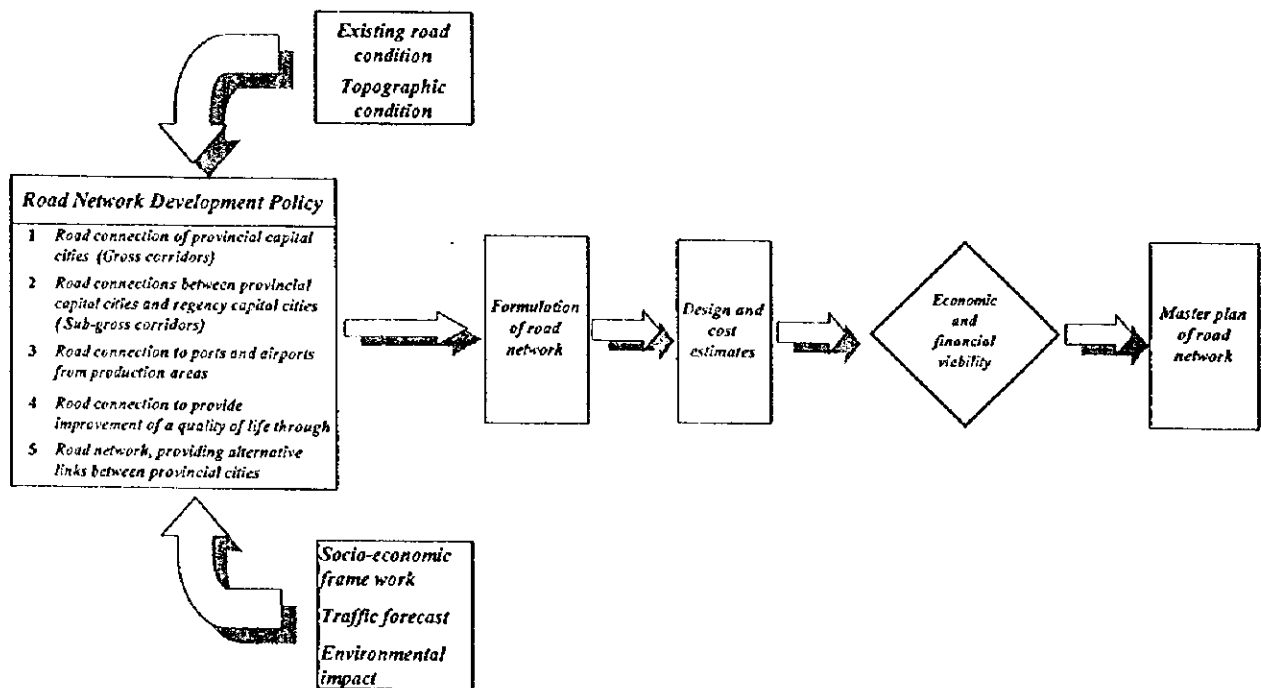 Existing road
condition
Topographic
condition
Road Network Development Policy
1 Road connection of provincial capital
cities (Gross corridors)
2 Road connections between provincial
capital cities and regency capital cities
(Sub-gross corridors)
3 Road connection to ports and airports
from production areas
4 Road connection to provide
improvement of a quality of life through
5 Road network, providing alternative
links between provincial cities
Formulation
of road
network
Design and
cost
estimates
Economic
and
financial
viability
Master plan
of road
network
Socio-economic
frame work
Traffic forecast
Environmental
impact